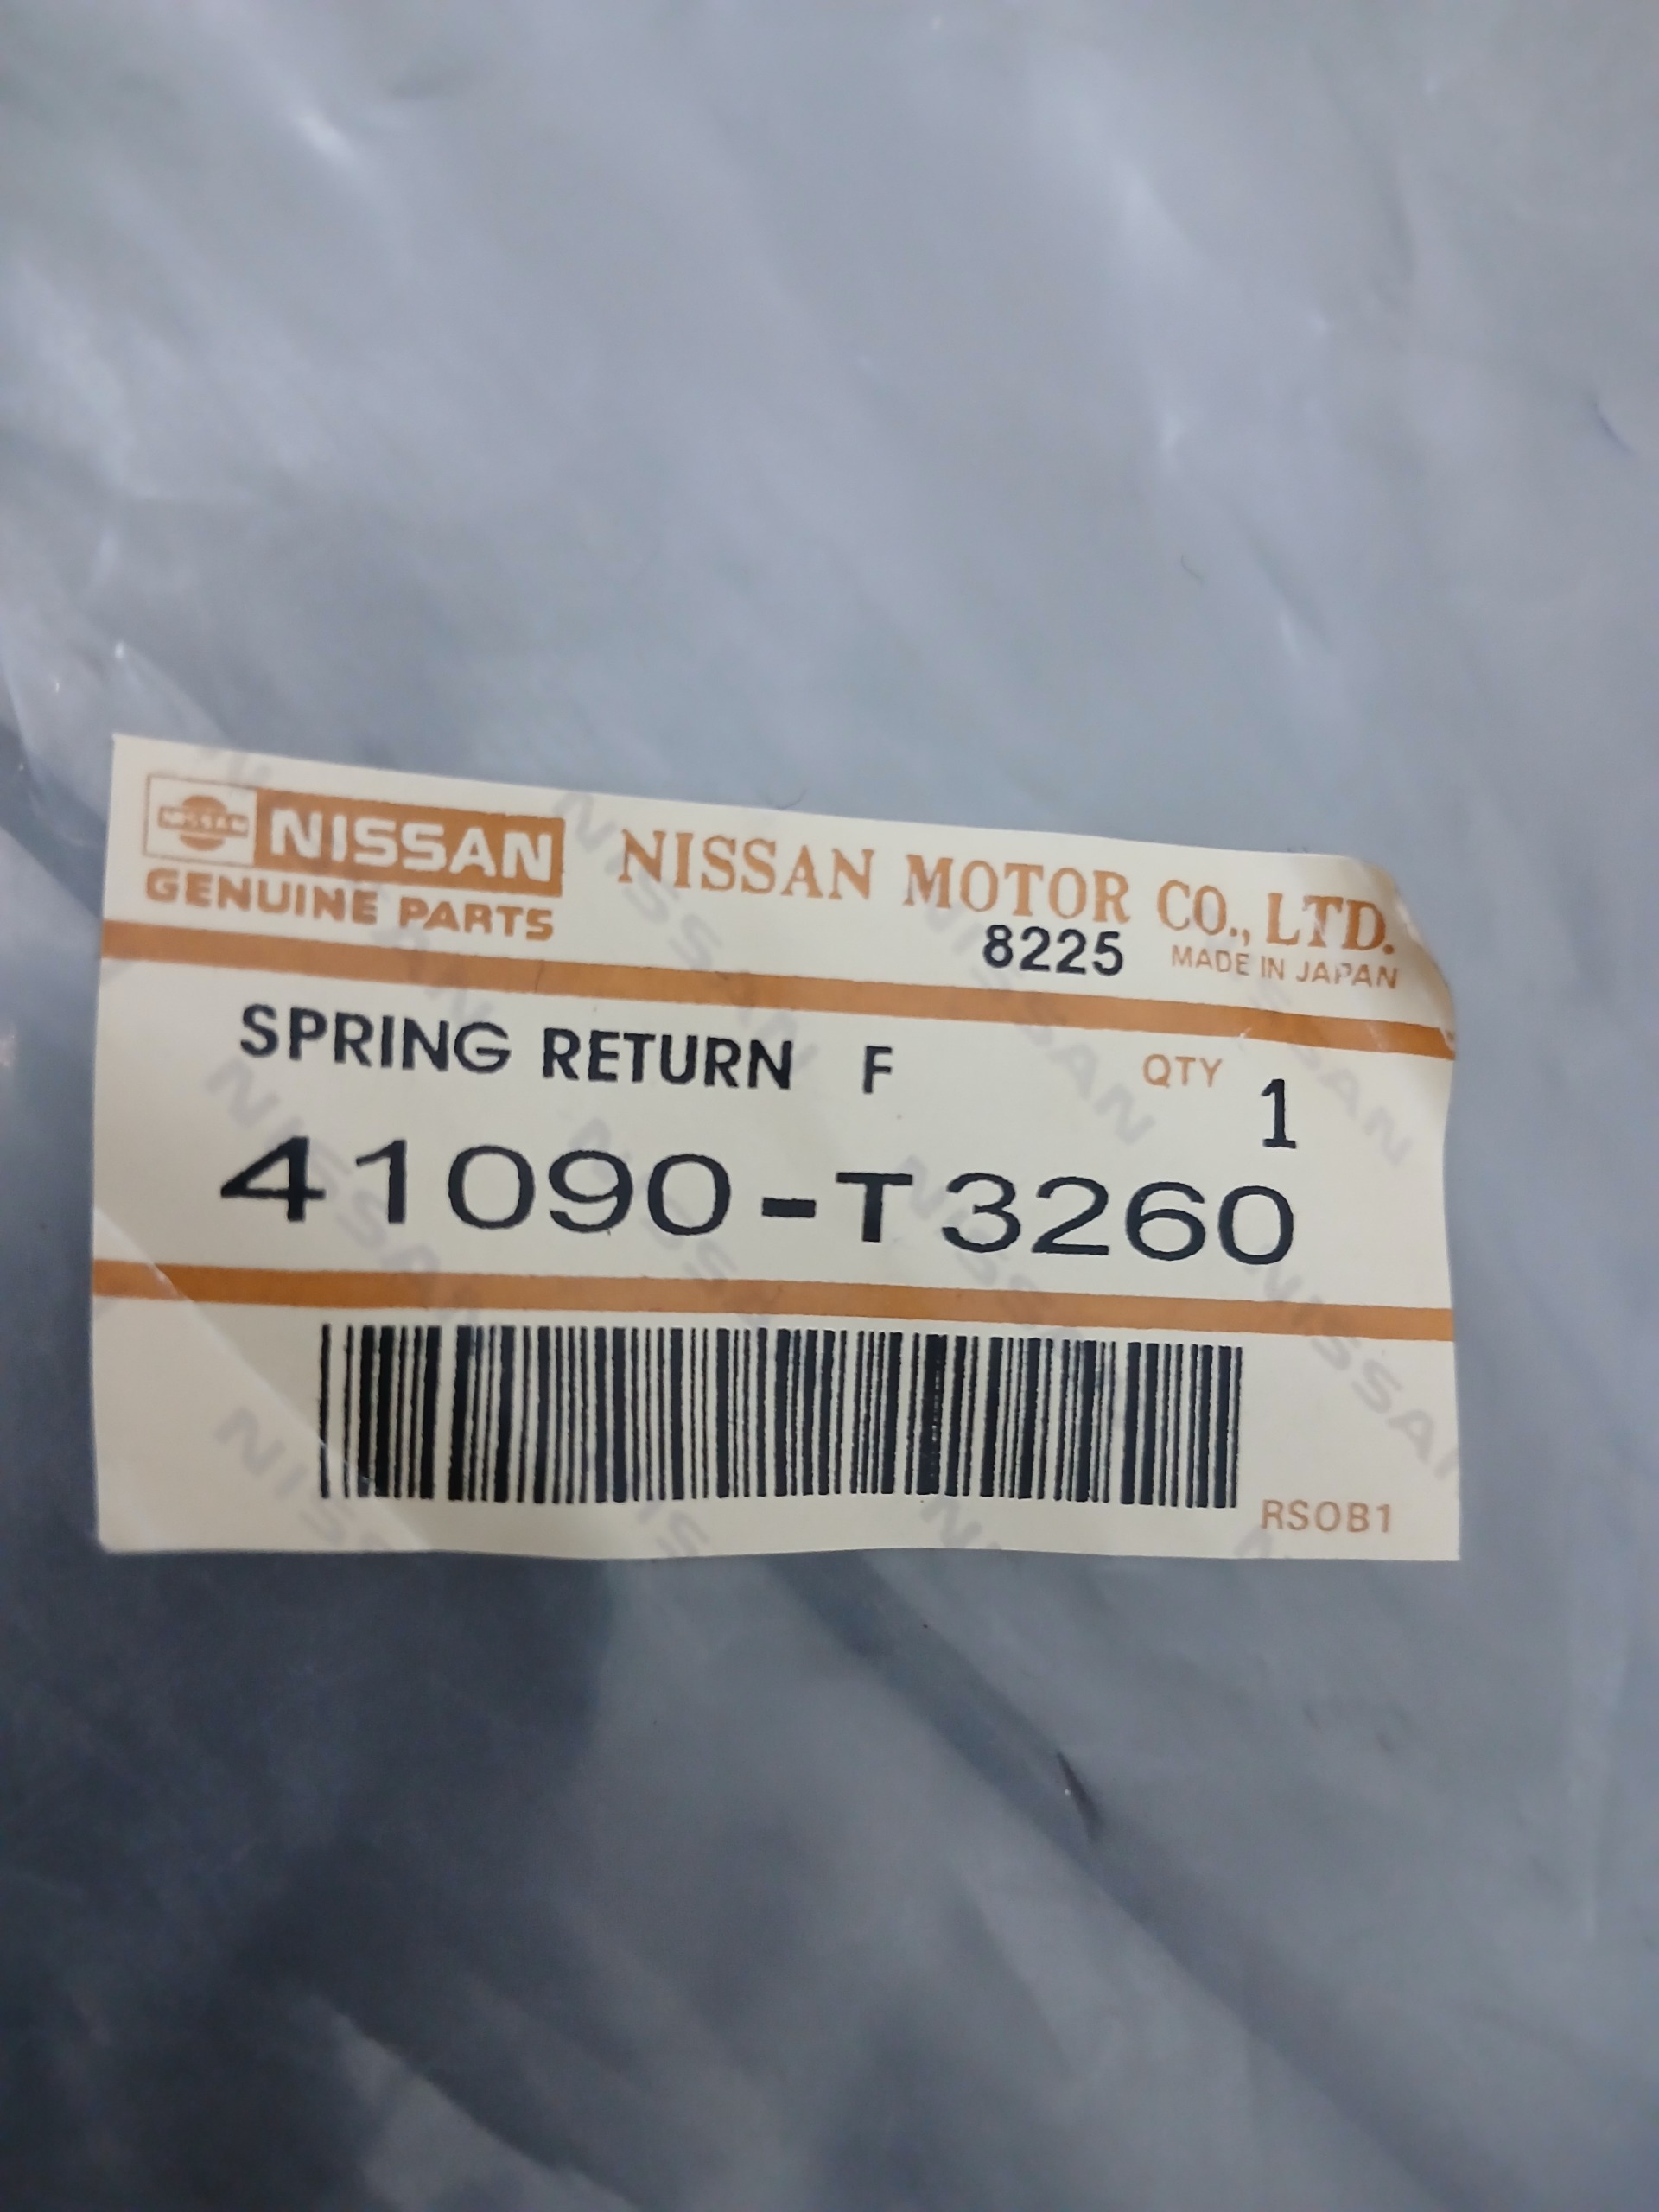 NISSAN
NISSAN
GENUINE PARTS
NISSAN MOTOR CO., LTD.
8225 MADE IN JAPAN
SPRING RETURN F
QTY 1
41090-T3260
RSOB1